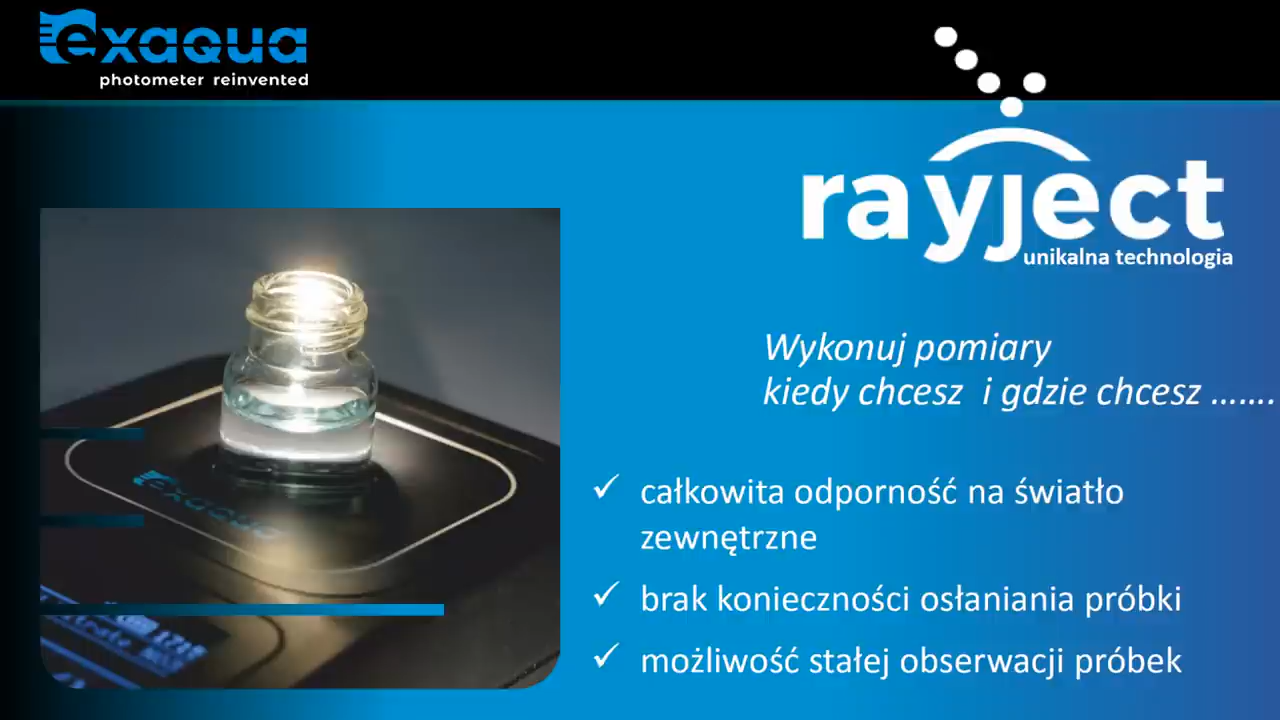 exaqua
photometer reinvented
rayject
unikalna technologia
Wykonuj pomiary
kiedy chcesz i gdzie chcesz .......
exaqua
✓ całkowita odporność na światło
zewnętrzne
✓ brak konieczności osłaniania próbki
✓ możliwość stałej obserwacji próbek